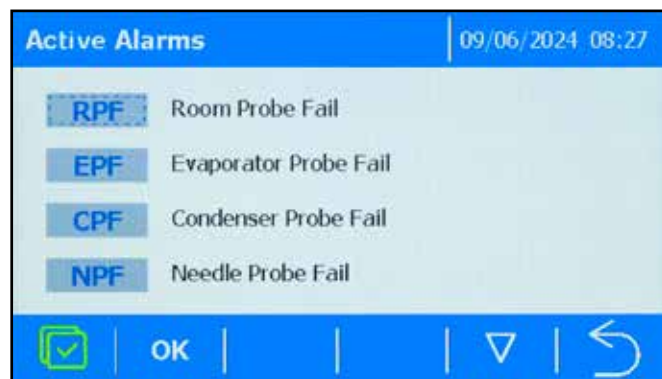 Active Alarms 09/06/2024 08:27
RPF Room Probe Fail
EPF Evaporator Probe Fail
CPF Condenser Probe Fail
NPF Needle Probe Fail
OK